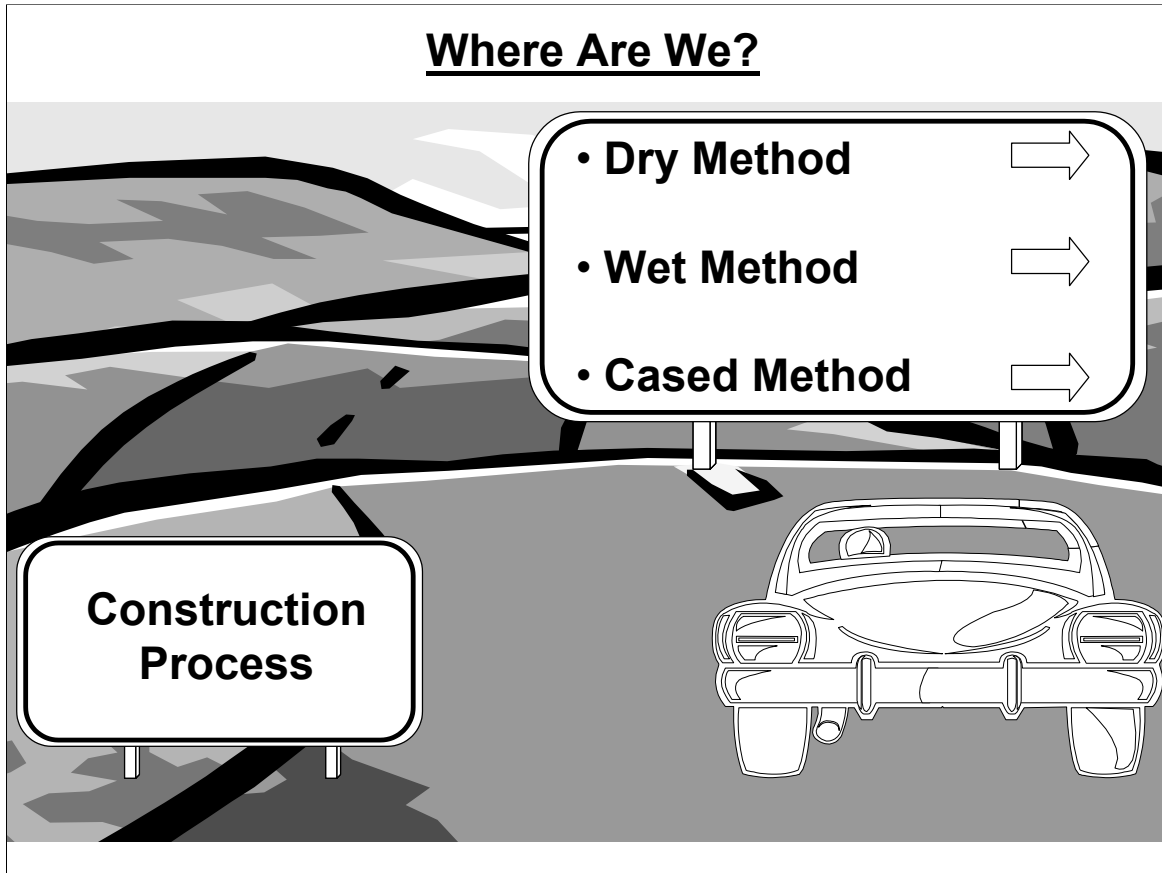 Where Are We?
• Dry Method
• Wet Method
• Cased Method
Construction
Process